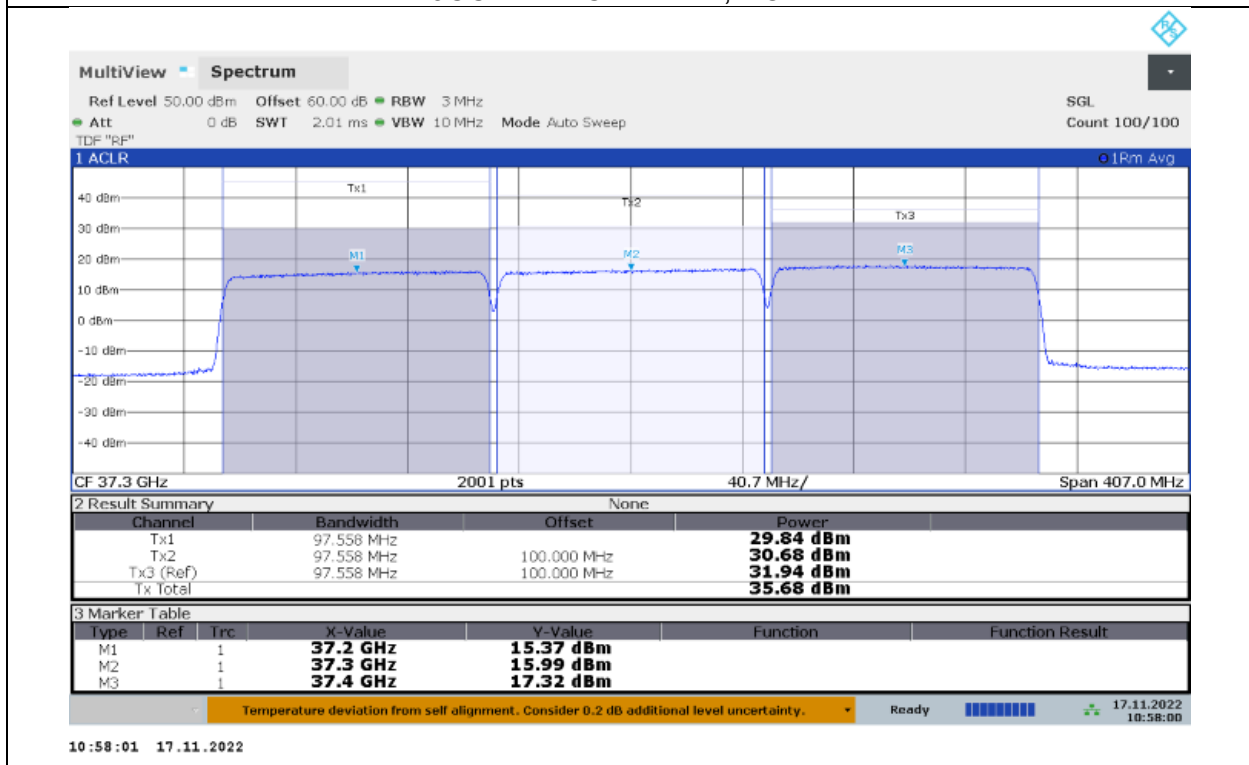 MultiView Spectrum
Ref Level 50.00 dBm Offset 60.00 dB RBW 3 MHz SGL
Att 0 dB SWT 2.01 ms VBW 10 MHz Mode Auto Sweep Count 100/100
TDF "RF"
1 ACLR 1Rm Avg
Tx1
40 dBm
Tx2
Tx3
30 dBm
M1
M2
M3
20 dBm
10 dBm
0 dBm
-10 dBm
-20 dBm
-30 dBm
-40 dBm
CF 37.3 GHz 2001 pts 40.7 MHz/ Span 407.0 MHz
2 Result Summary None
Channel Bandwidth Offset Power
Tx1 97.558 MHz 29.84 dBm
Tx2 97.558 MHz 100.000 MHz 30.68 dBm
Tx3 (Ref) 97.558 MHz 100.000 MHz 31.94 dBm
Tx Total 35.68 dBm
3 Marker Table
Type Ref Trc X-Value Y-Value Function Function Result
M1 1 37.2 GHz 15.37 dBm
M2 1 37.3 GHz 15.99 dBm
M3 1 37.4 GHz 17.32 dBm
Temperature deviation from self alignment. Consider 0.2 dB additional level uncertainty. Ready 17.11.2022
10:58:00
10:58:01 17.11.2022